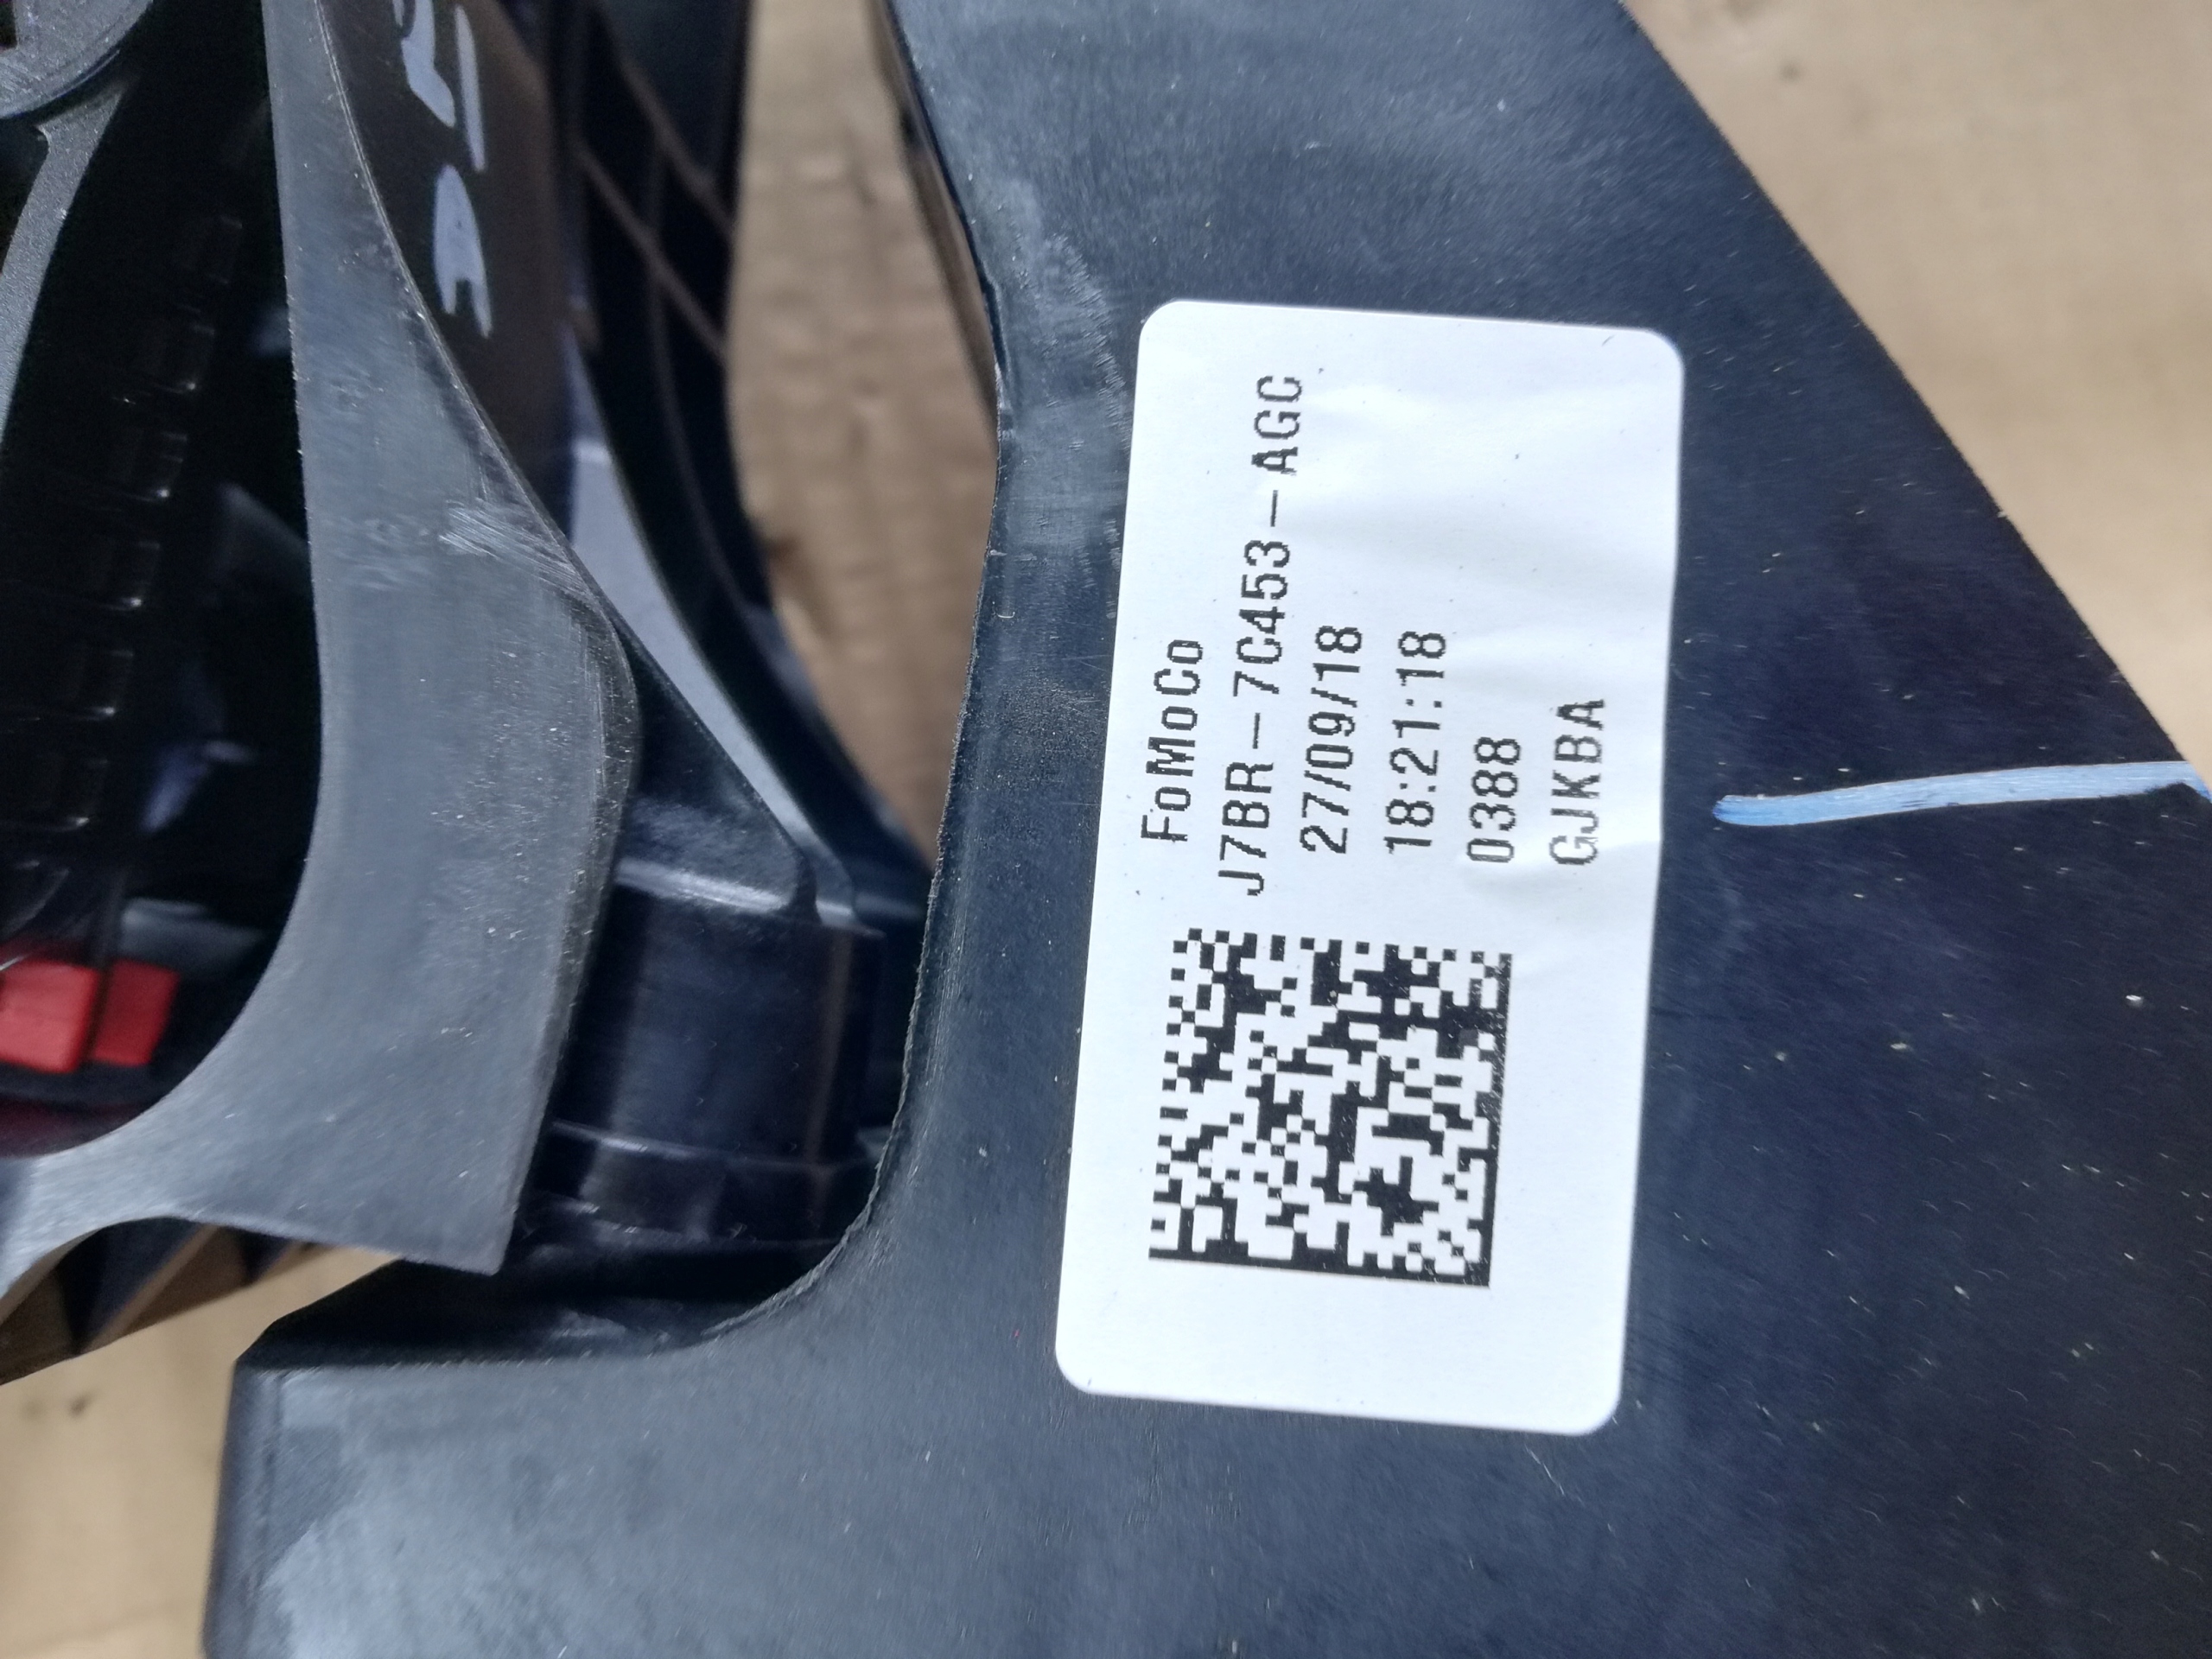 FoMoCo
J7BR-7C453-AGC
27/09/18
18:21:18
0388
GJKBA